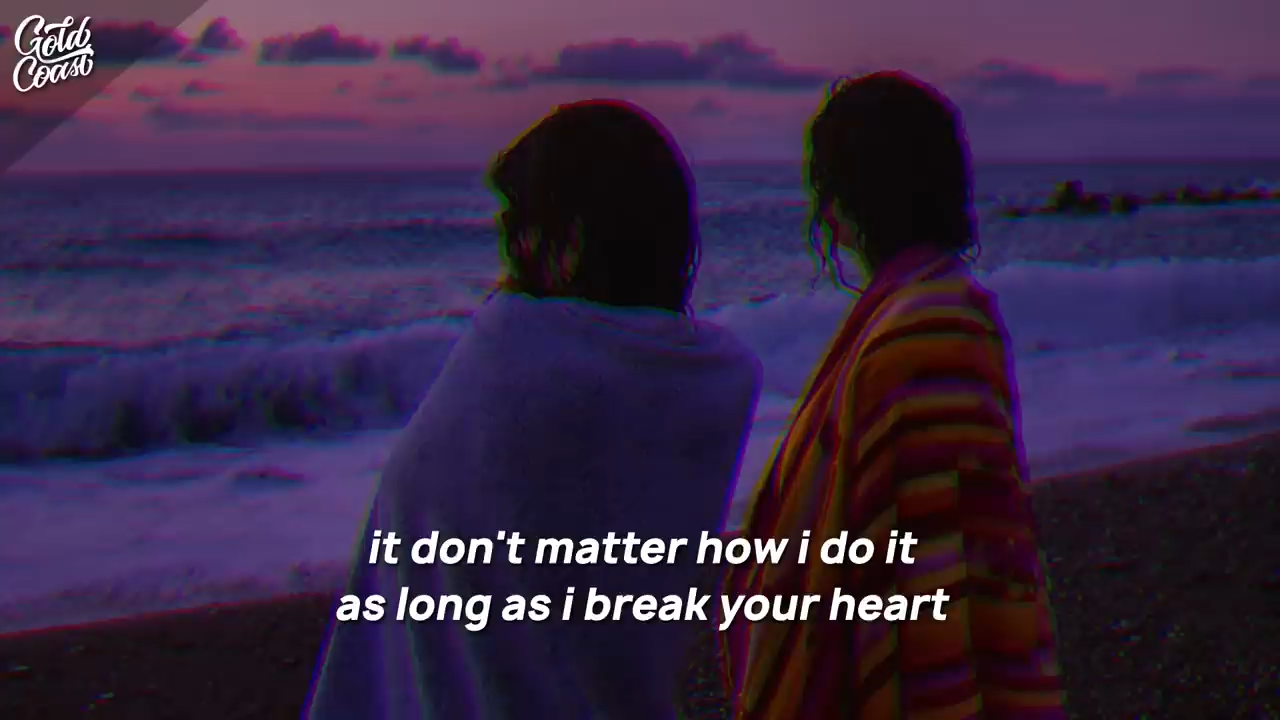 Gold
Coast
it don't matter how i do it
as long as i break your heart